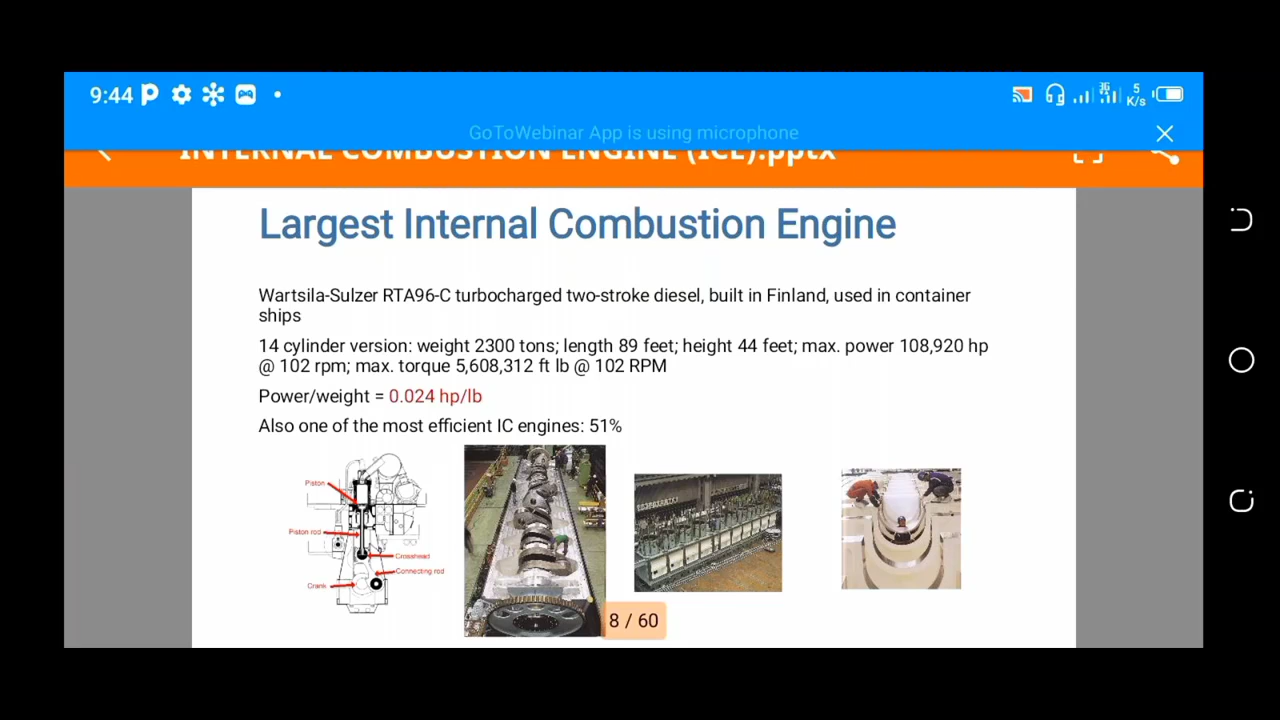 9:44
3G
5
K/s
GoToWebinar App is using microphone
INTERNAL COMBUSTION ENGINE (ICE).pptx
Largest Internal Combustion Engine
Wartsila-Sulzer RTA96-C turbocharged two-stroke diesel, built in Finland, used in container
ships
14 cylinder version: weight 2300 tons; length 89 feet; height 44 feet; max. power 108,920 hp
@ 102 rpm; max. torque 5,608,312 ft lb @ 102 RPM
Power/weight = 0.024 hp/lb
Also one of the most efficient IC engines: 51%
Piston
Piston rod
Crosshead
Connecting rod
Crank
8 / 60